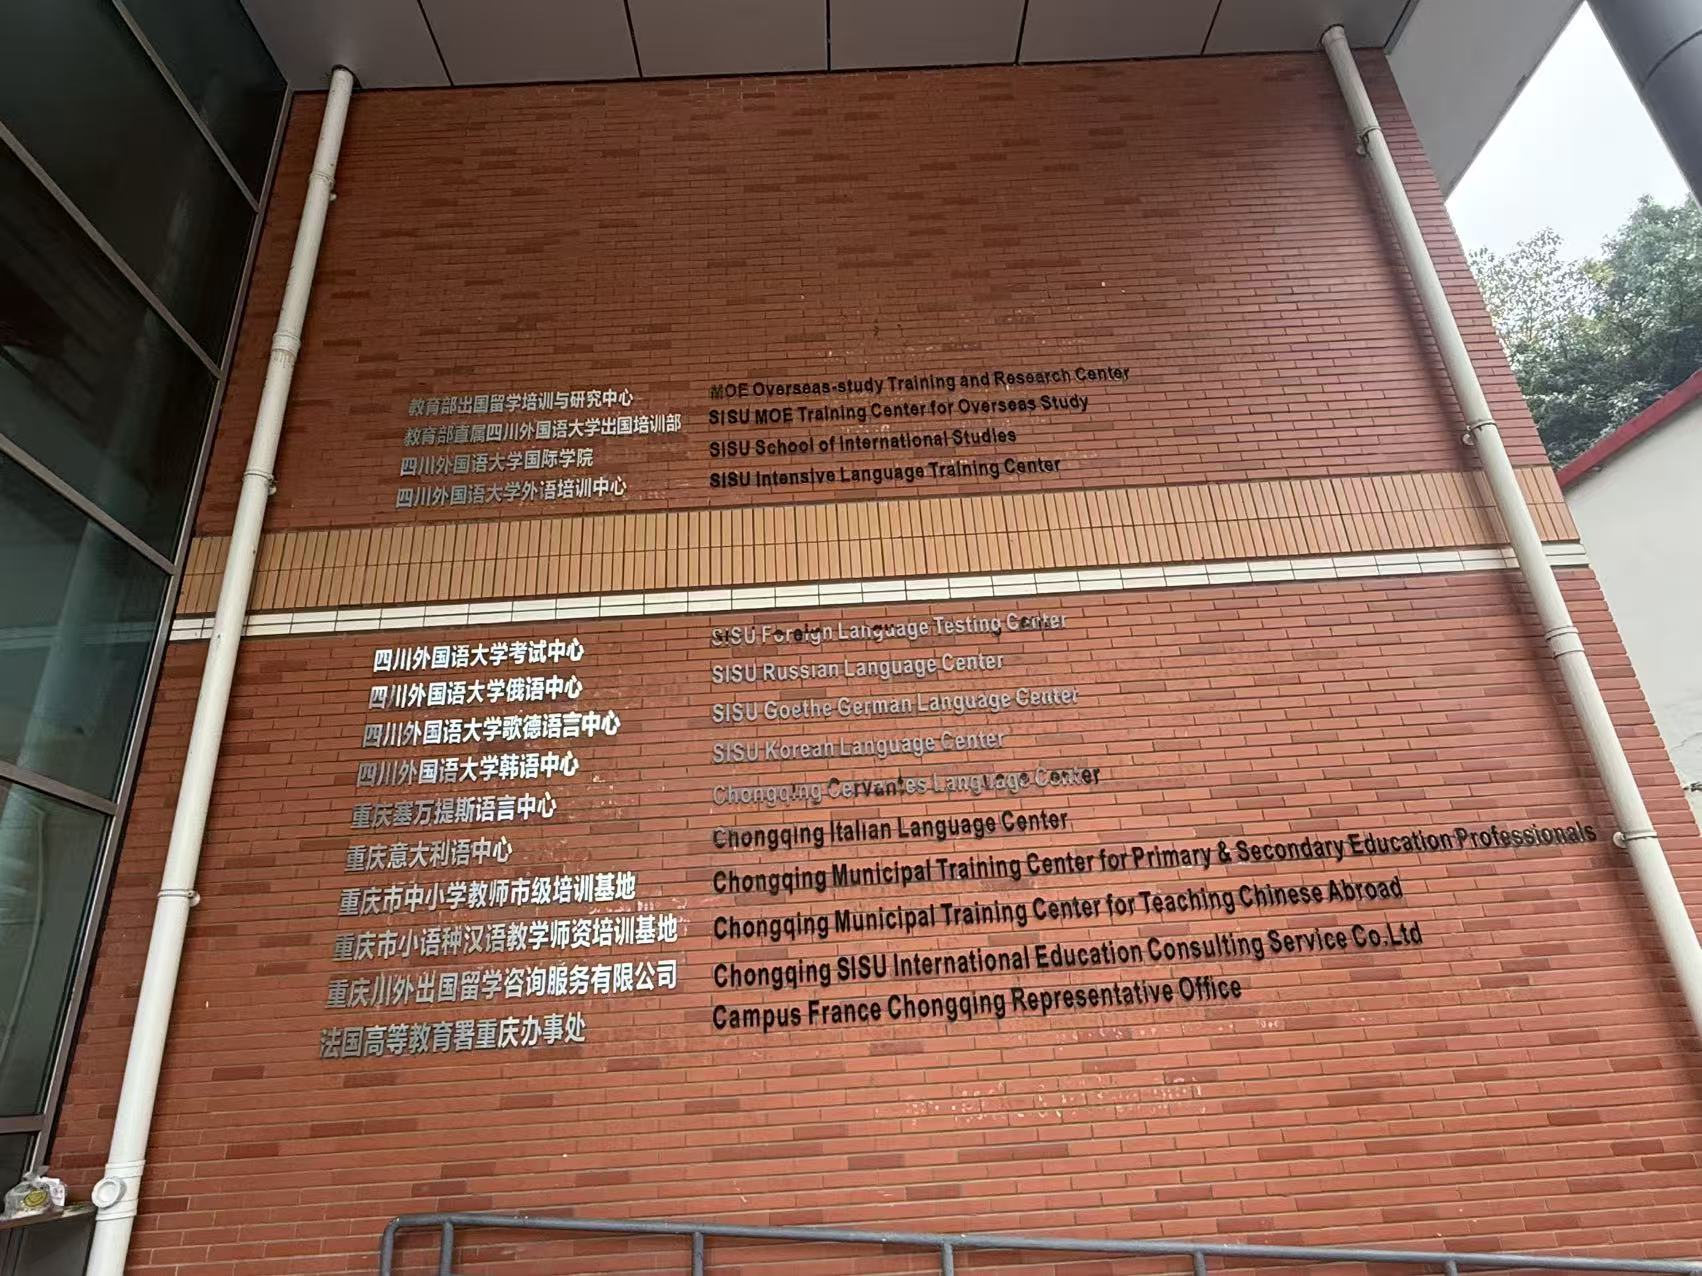 教育部出国留学培训与研究中心 MOE Overseas-study Training and Research Center
教育部直属四川外国语大学出国培训部 SISU MOE Training Center for Overseas Study
四川外国语大学国际学院 SISU School of International Studies
四川外国语大学外语培训中心 SISU Intensive Language Training Center
四川外国语大学考试中心 SISU Foreign Language Testing Center
四川外国语大学俄语中心 SISU Russian Language Center
四川外国语大学歌德语言中心 SISU Goethe German Language Center
四川外国语大学韩语中心 SISU Korean Language Center
重庆塞万提斯语言中心 Chongqing Cervantes Language Center
重庆意大利语中心 Chongqing Italian Language Center
重庆市中小学教师市级培训基地 Chongqing Municipal Training Center for Primary & Secondary Education Professionals
重庆市小语种汉语教学师资培训基地 Chongqing Municipal Training Center for Teaching Chinese Abroad
重庆川外出国留学咨询服务有限公司 Chongqing SISU International Education Consulting Service Co.Ltd
法国高等教育署重庆办事处 Campus France Chongqing Representative Office